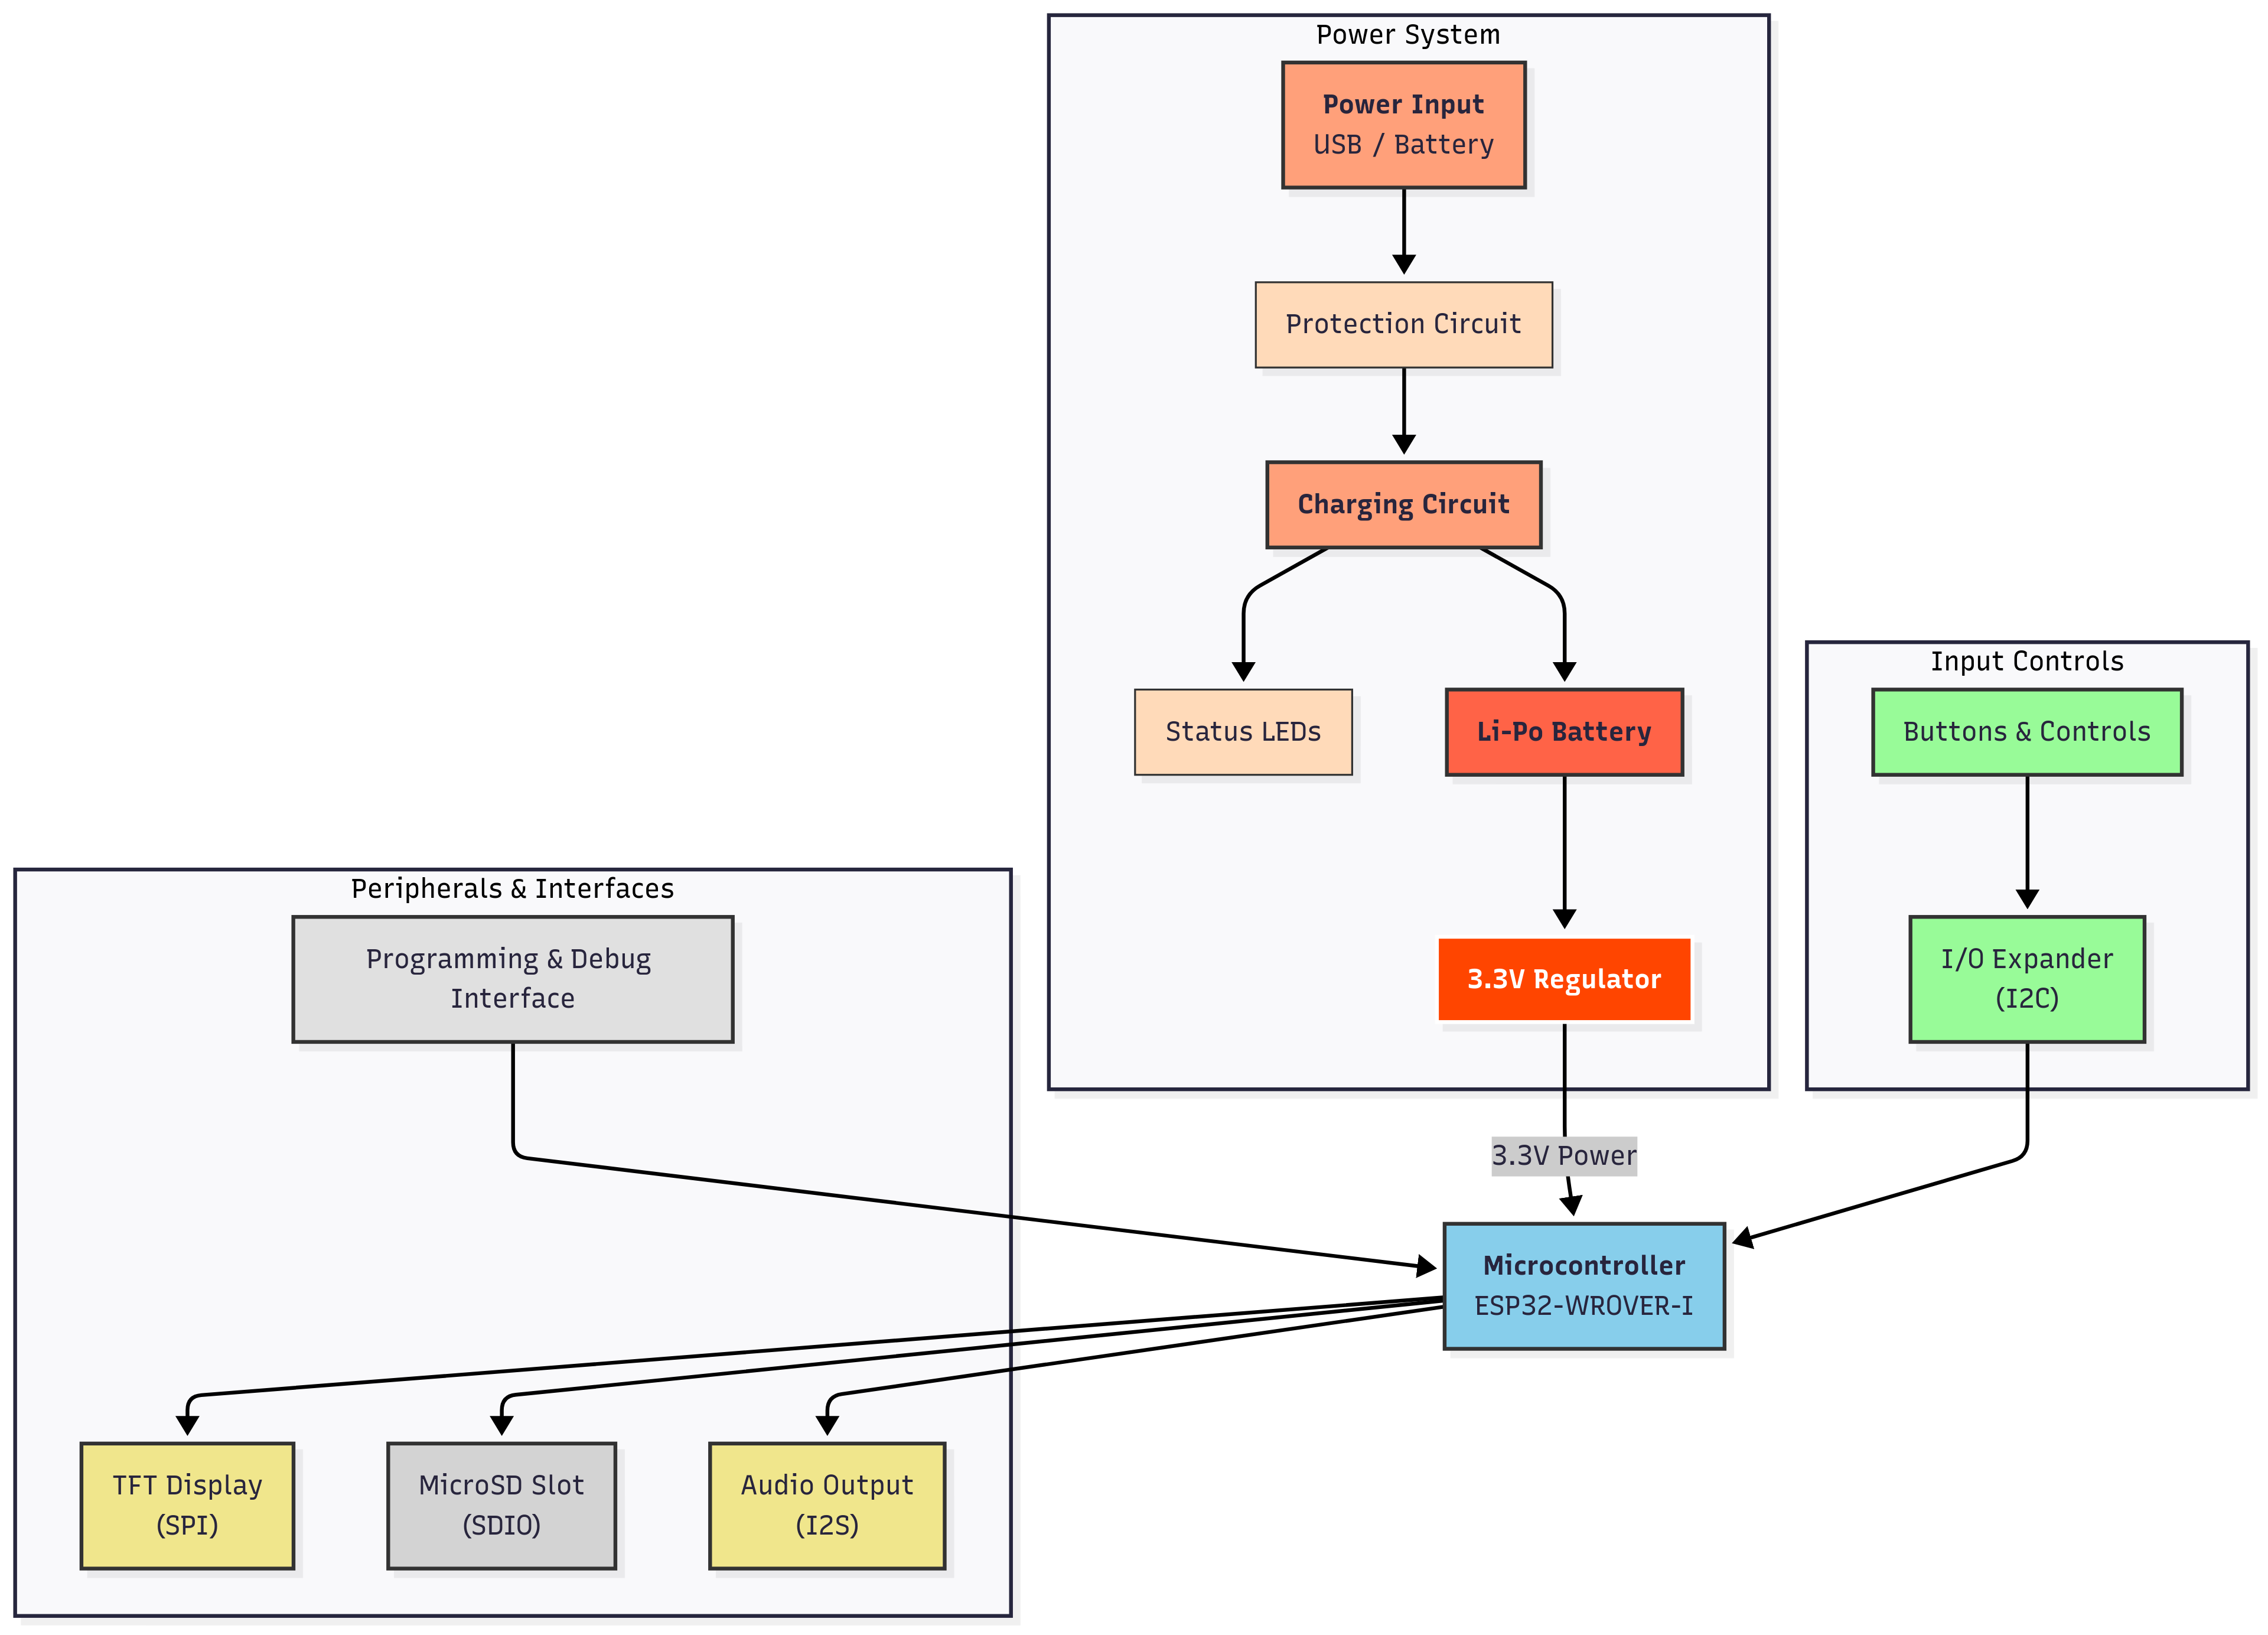 Power System
Power Input
USB / Battery
Protection Circuit
Charging Circuit
Status LEDs
Li-Po Battery
3.3V Regulator
Input Controls
Buttons & Controls
I/O Expander
(I2C)
Peripherals & Interfaces
Programming & Debug
Interface
3.3V Power
Microcontroller
ESP32-WROVER-I
TFT Display
(SPI)
MicroSD Slot
(SDIO)
Audio Output
(I2S)